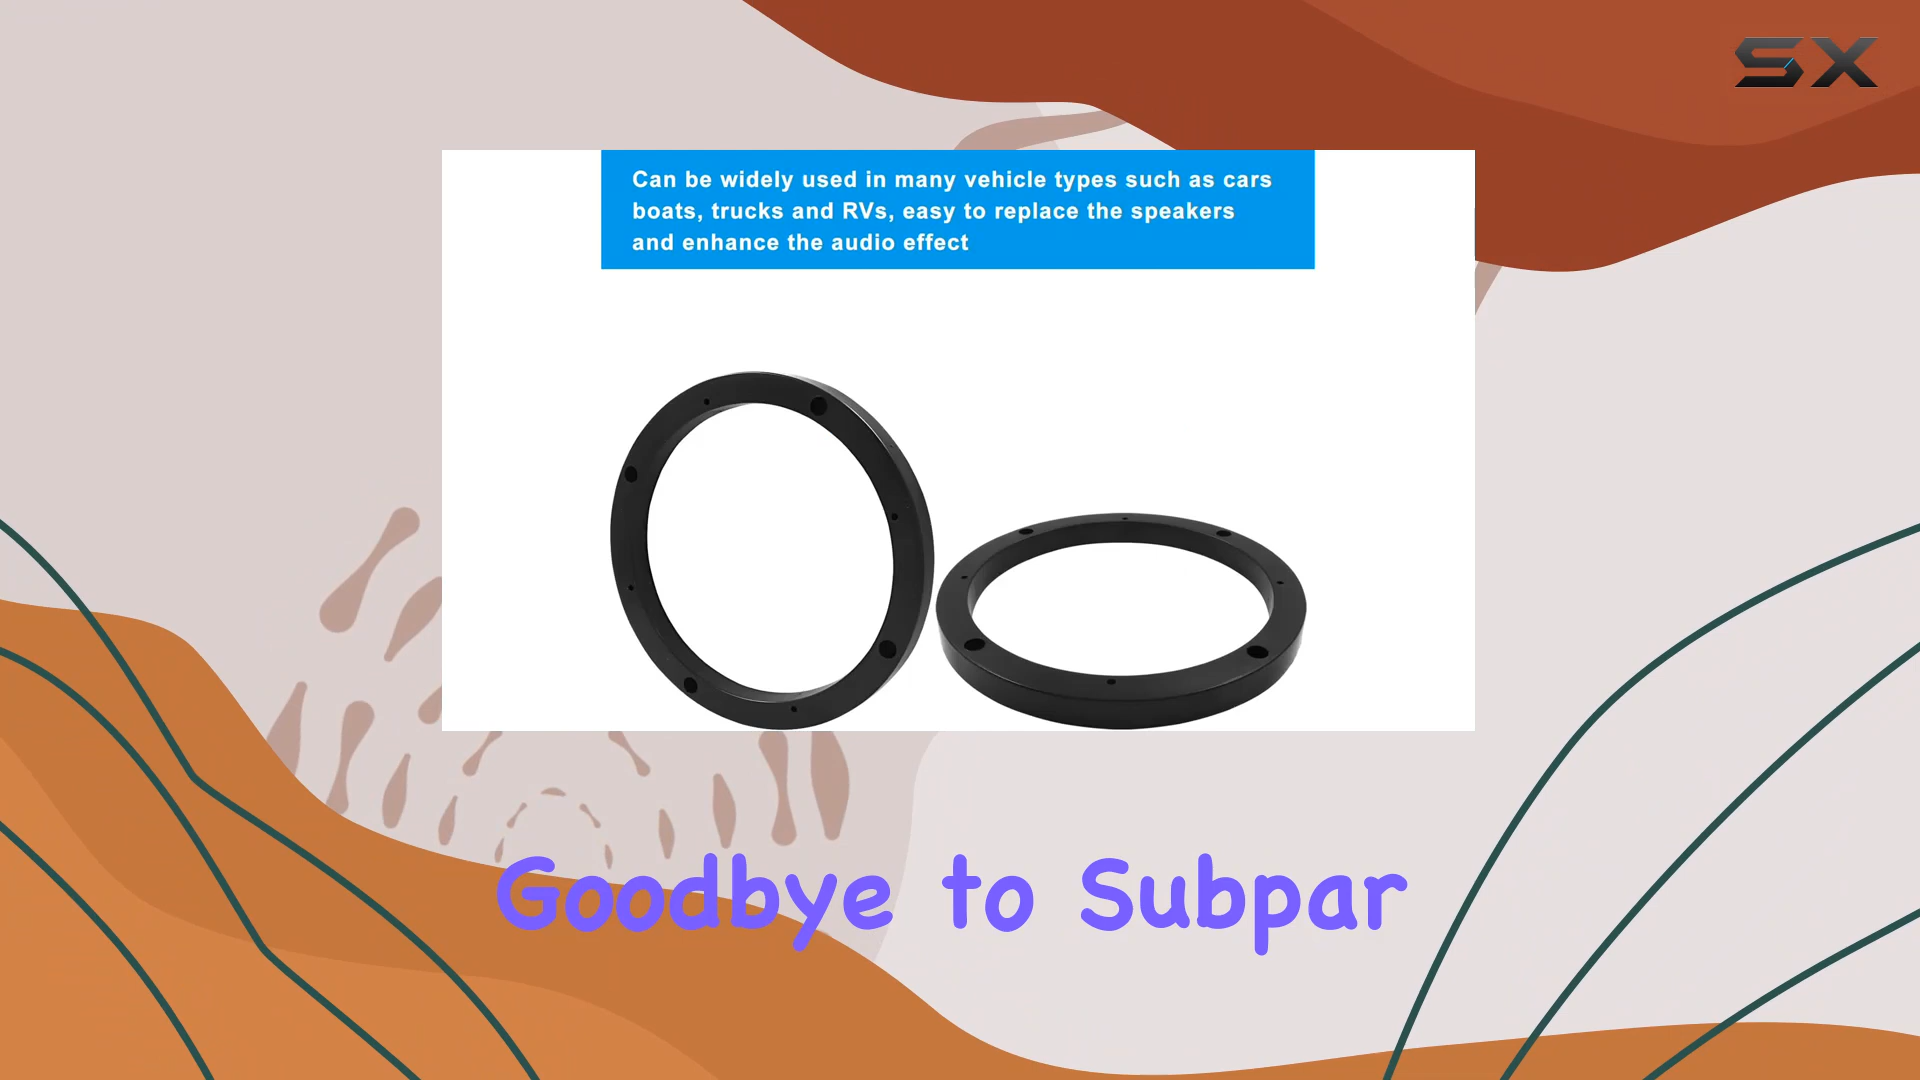 SX
Can be widely used in many vehicle types such as cars
boats, trucks and RVs, easy to replace the speakers
and enhance the audio effect
Goodbye to Subpar